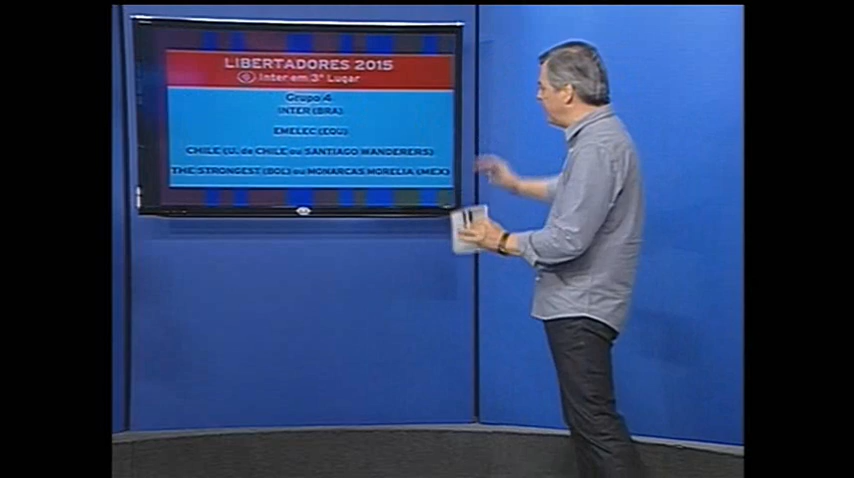 LIBERTADORES 2015
Inter em 3º Lugar
Grupo 4
INTER (BRA)
EMELEC (EQU)
CHILE (U. de CHILE ou SANTIAGO WANDERERS)
THE STRONGEST (BOL) ou MONARCAS MORELIA (MEX)